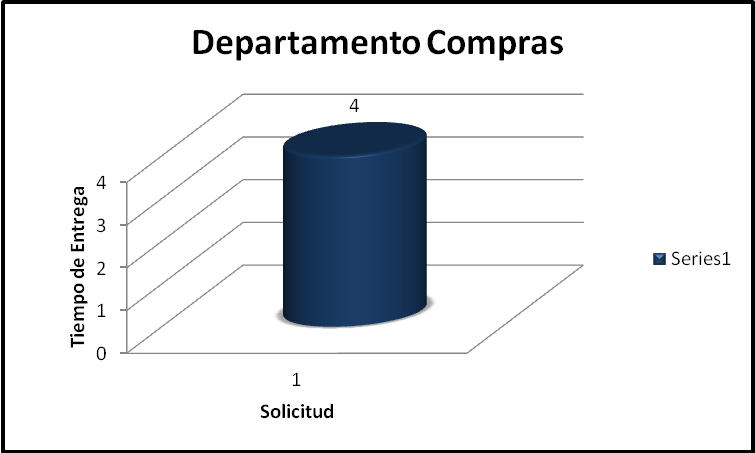 Departamento Compras
4
4
3
2
1
0
Tiempo de Entrega
1
Solicitud
Series1